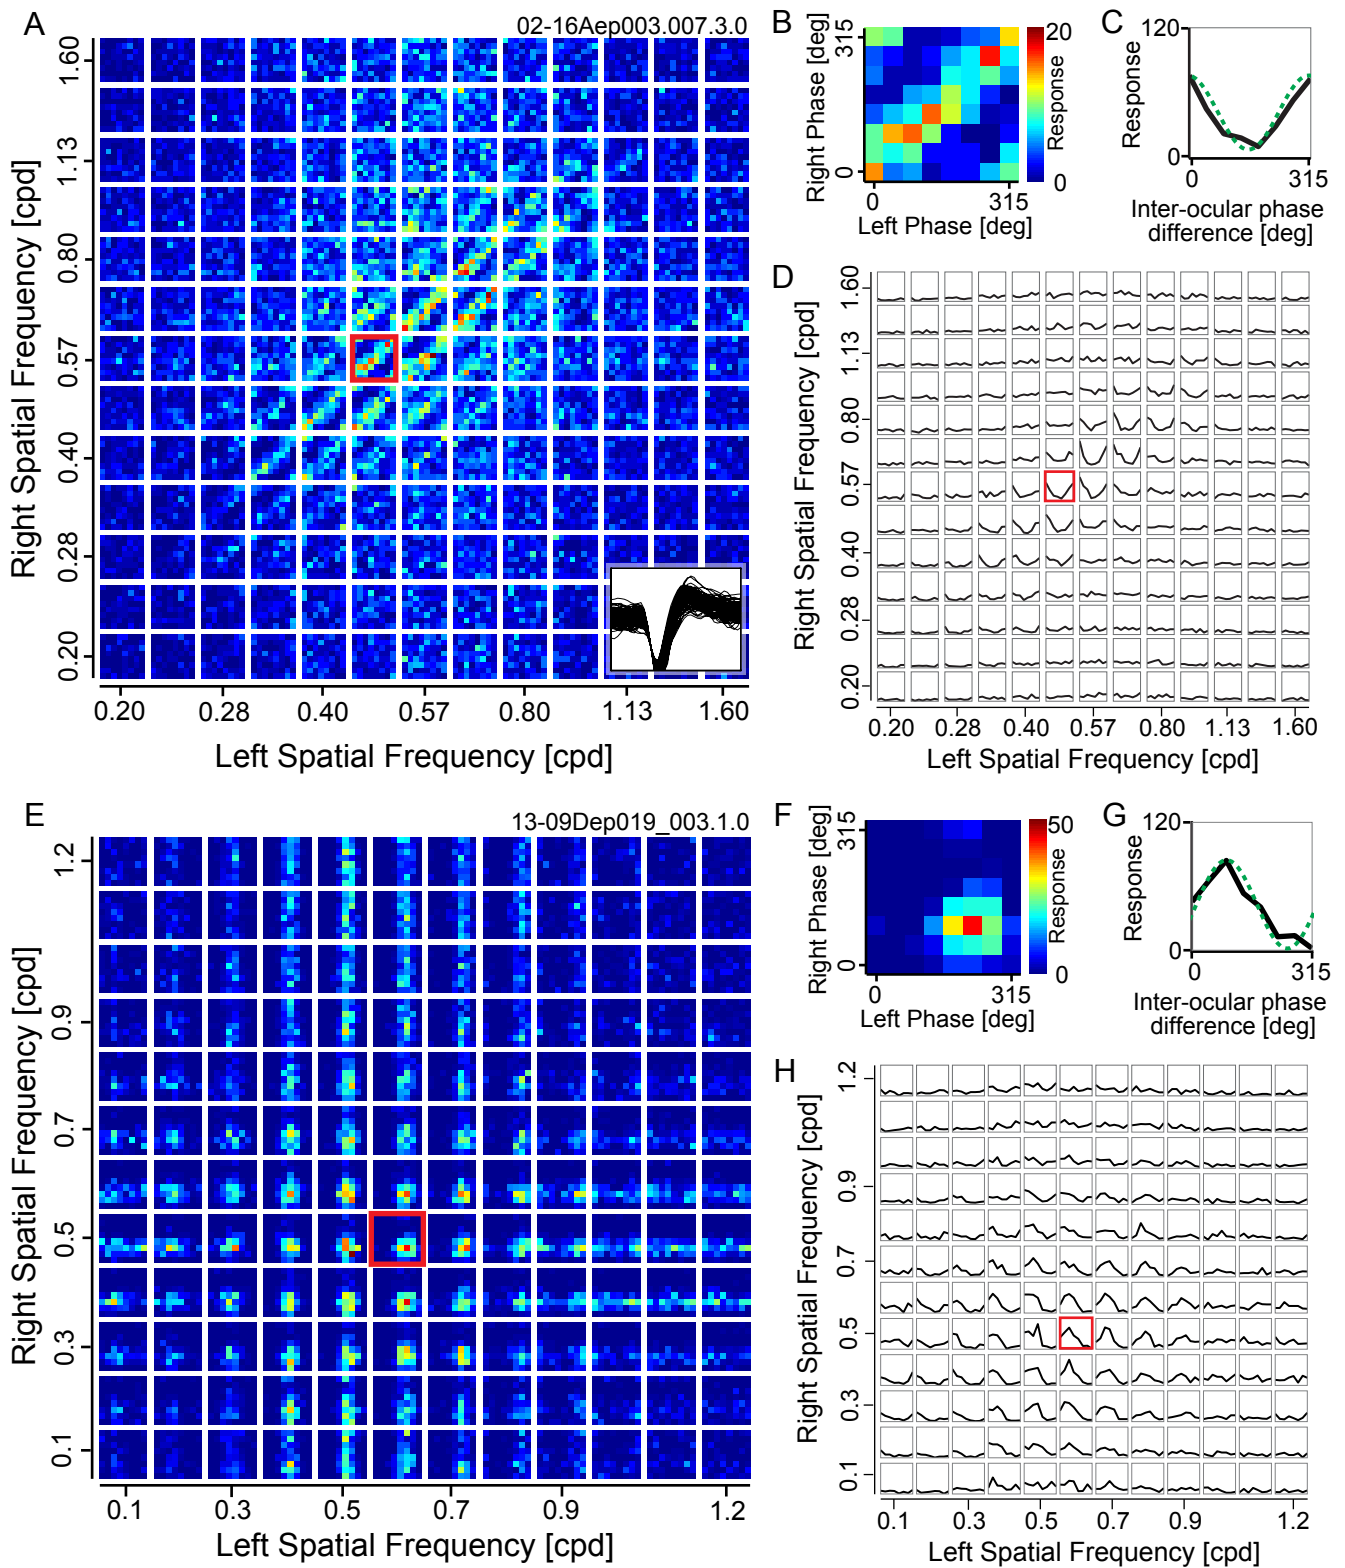 A
02-16Aep003.007.3.0
Right Spatial Frequency [cpd]
1.60
1.13
0.80
0.57
0.40
0.28
0.20
0.20 0.28 0.40 0.57 0.80 1.13 1.60
Left Spatial Frequency [cpd]
B
Right Phase [deg]
315
0
0 315
Left Phase [deg]
20
Response
0
C
120
Response
0
0 315
Inter-ocular phase
difference [deg]
D
Right Spatial Frequency [cpd]
1.60
1.13
0.80
0.57
0.40
0.28
0.20
0.20 0.28 0.40 0.57 0.80 1.13 1.60
Left Spatial Frequency [cpd]
E
13-09Dep019_003.1.0
Right Spatial Frequency [cpd]
1.2
0.9
0.7
0.5
0.3
0.1
0.1 0.3 0.5 0.7 0.9 1.2
Left Spatial Frequency [cpd]
F
Right Phase [deg]
315
0
0 315
Left Phase [deg]
50
Response
0
G
120
Response
0
0 315
Inter-ocular phase
difference [deg]
H
Right Spatial Frequency [cpd]
1.2
0.9
0.7
0.5
0.3
0.1
0.1 0.3 0.5 0.7 0.9 1.2
Left Spatial Frequency [cpd]